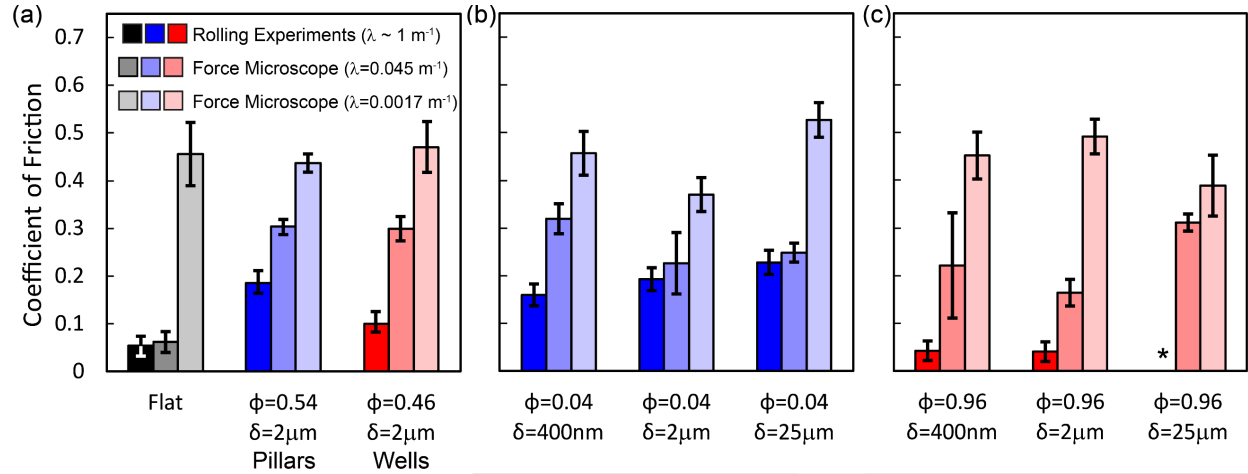 (a)
(b)
(c)
Rolling Experiments (λ ~ 1 m⁻¹)
Force Microscope (λ=0.045 m⁻¹)
Force Microscope (λ=0.0017 m⁻¹)
Coefficient of Friction
0.7
0.6
0.5
0.4
0.3
0.2
0.1
0
*
Flat
ϕ=0.54
δ=2μm
Pillars
ϕ=0.46
δ=2μm
Wells
ϕ=0.04
δ=400nm
ϕ=0.04
δ=2μm
ϕ=0.04
δ=25μm
ϕ=0.96
δ=400nm
ϕ=0.96
δ=2μm
ϕ=0.96
δ=25μm